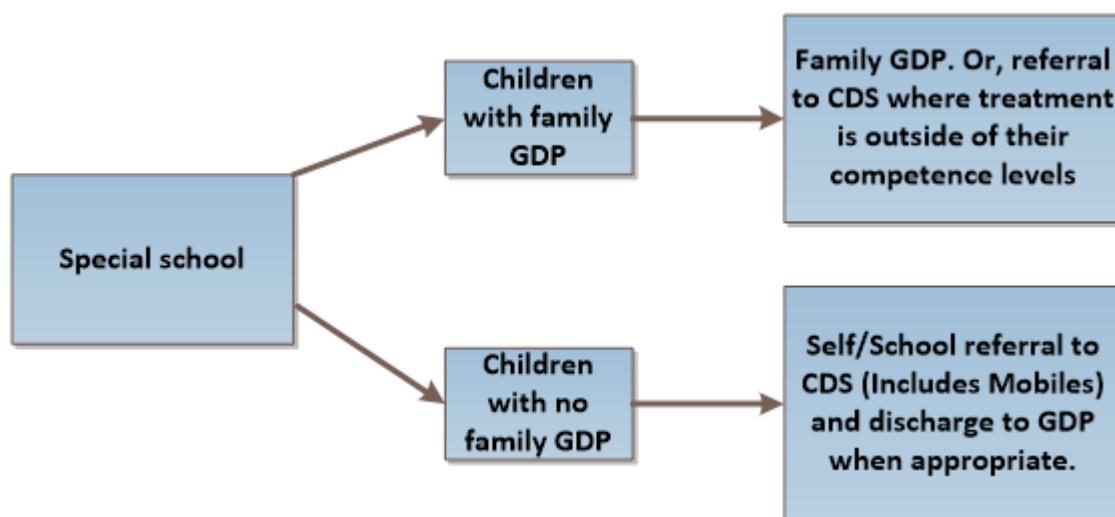 Special school
Children
with family
GDP
Family GDP. Or, referral
to CDS where treatment
is outside of their
competence levels
Children
with no
family GDP
Self/School referral to
CDS (Includes Mobiles)
and discharge to GDP
when appropriate.